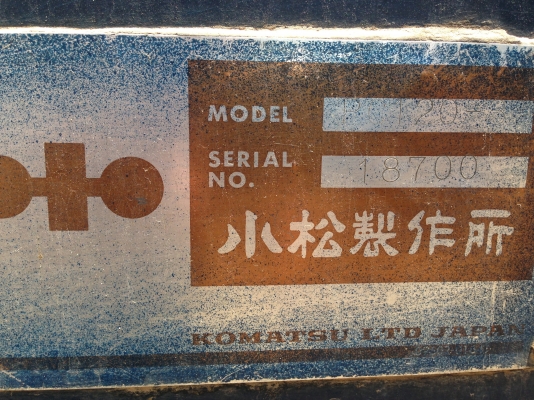 MODEL
SERIAL
NO. 18700
小松製作所
KOMATSU LTD JAPAN